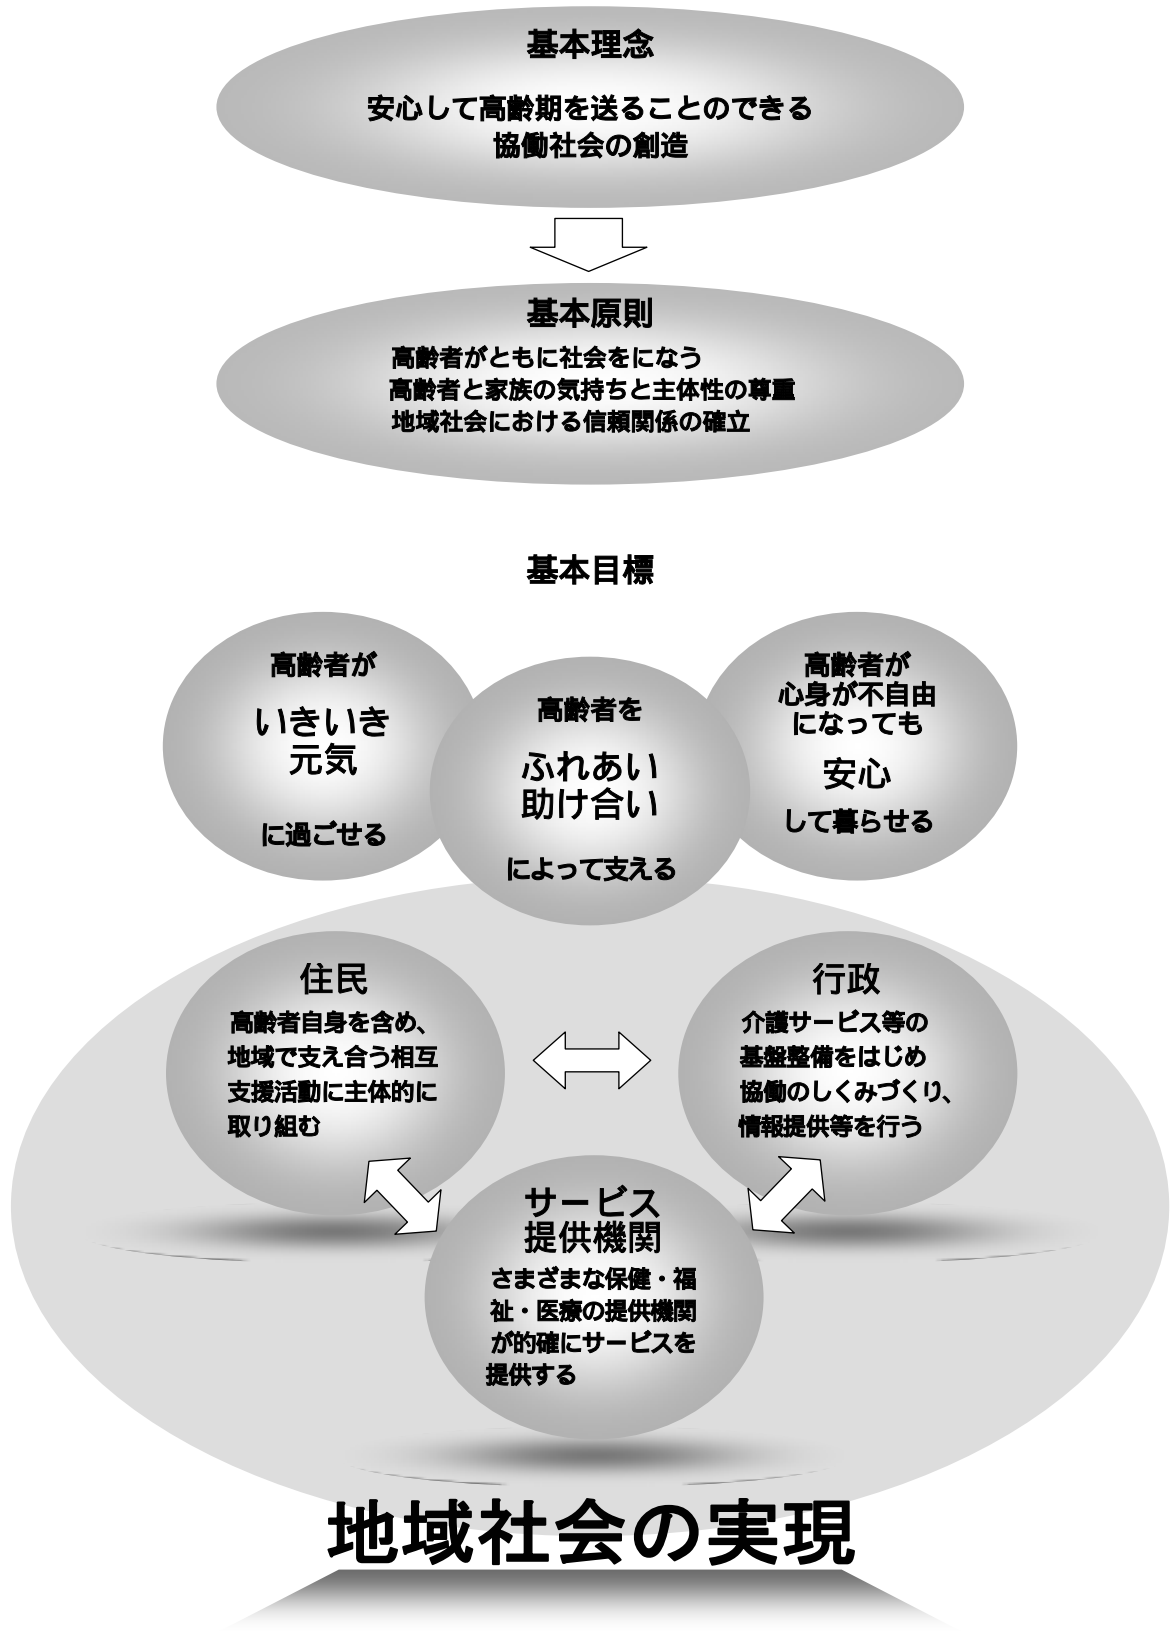 基本理念
安心して高齢期を送ることのできる
協働社会の創造
基本原則
高齢者がともに社会をになう
高齢者と家族の気持ちと主体性の尊重
地域社会における信頼関係の確立
基本目標
高齢者が
いきいき
元気
に過ごせる
高齢者を
ふれあい
助け合い
によって支える
高齢者が
心身が不自由
になっても
安心
して暮らせる
住民
高齢者自身を含め、
地域で支え合う相互
支援活動に主体的に
取り組む
行政
介護サービス等の
基盤整備をはじめ
協働のしくみづくり、
情報提供等を行う
サービス
提供機関
さまざまな保健・福
祉・医療の提供機関
が的確にサービスを
提供する
地域社会の実現